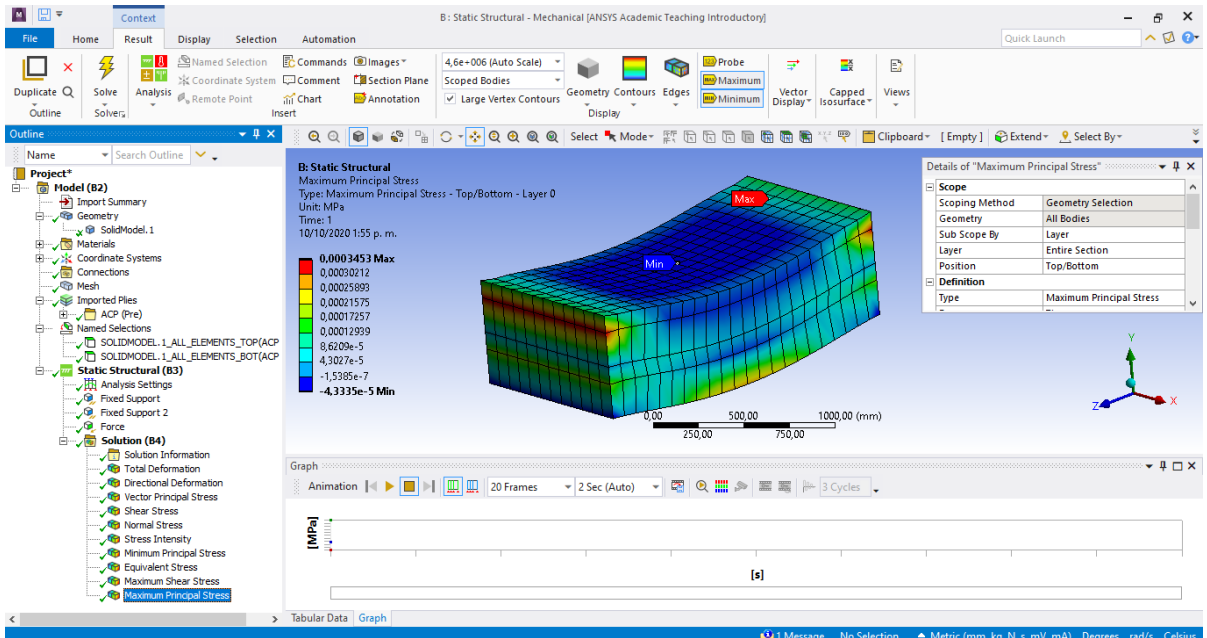 M
Context
B : Static Structural - Mechanical [ANSYS Academic Teaching Introductory]
File Home Result Display Selection Automation
Quick Launch
Duplicate
Outline
Solve
Solver
Analysis
Named Selection
Coordinate System
Remote Point
Commands
Comment
Chart
Images
Section Plane
Annotation
Insert
4,6e+006 (Auto Scale)
Scoped Bodies
Large Vertex Contours
Geometry Contours Edges
Probe
Maximum
Minimum
Display
Vector
Display
Capped
Isosurface
Views
Outline
Name Search Outline
Select Mode Clipboard [ Empty ] Extend Select By
Project*
Model (B2)
Import Summary
Geometry
SolidModel.1
Materials
Coordinate Systems
Connections
Mesh
Imported Plies
ACP (Pre)
Named Selections
SOLIDMODEL.1_ALL_ELEMENTS_TOP(ACP
SOLIDMODEL.1_ALL_ELEMENTS_BOT(ACP
Static Structural (B3)
Analysis Settings
Fixed Support
Fixed Support 2
Force
Solution (B4)
Solution Information
Total Deformation
Directional Deformation
Vector Principal Stress
Shear Stress
Normal Stress
Stress Intensity
Minimum Principal Stress
Equivalent Stress
Maximum Shear Stress
Maximum Principal Stress
B: Static Structural
Maximum Principal Stress
Type: Maximum Principal Stress - Top/Bottom - Layer 0
Unit: MPa
Time: 1
10/10/2020 1:55 p. m.
0,0003453 Max
0,00030212
0,00025893
0,00021575
0,00017257
0,00012939
8,6209e-5
4,3027e-5
-1,5385e-7
-4,3335e-5 Min
Max
Min
0,00 500,00 1000,00 (mm)
250,00 750,00
Y
Z X
Details of "Maximum Principal Stress"
Scope
Scoping Method Geometry Selection
Geometry All Bodies
Sub Scope By Layer
Layer Entire Section
Position Top/Bottom
Definition
Type Maximum Principal Stress
Graph
Animation 20 Frames 2 Sec (Auto) 3 Cycles
[MPa]
[s]
Tabular Data Graph
1 Message No Selection Metric (mm, kg, N, s, mV, mA) Degrees rad/s Celsius